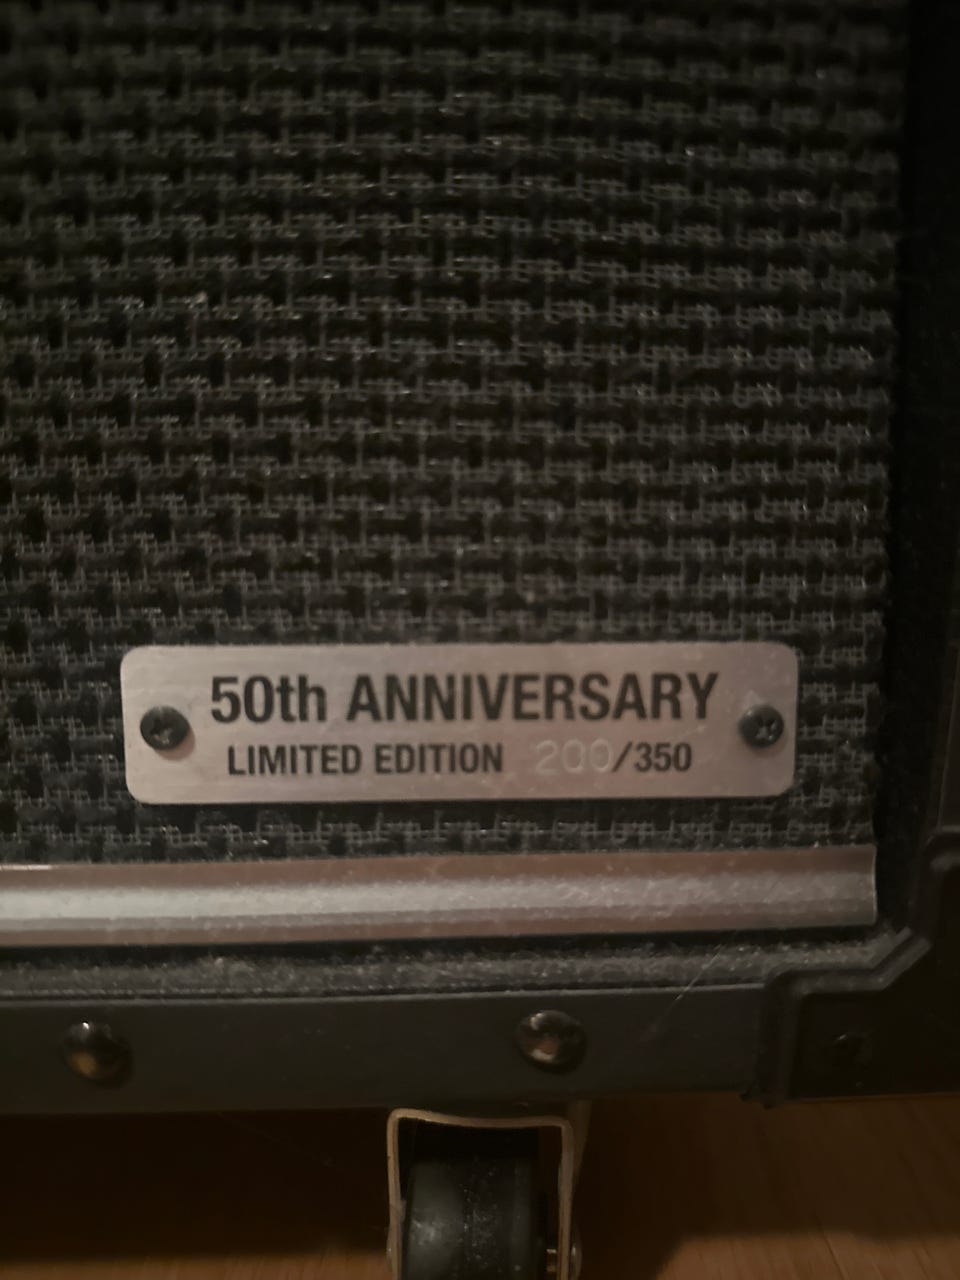 50th ANNIVERSARY
LIMITED EDITION 200/350